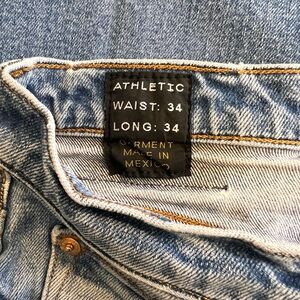 ATHLETIC
WAIST: 34
LONG: 34
GARMENT
MADE IN
MEXICO